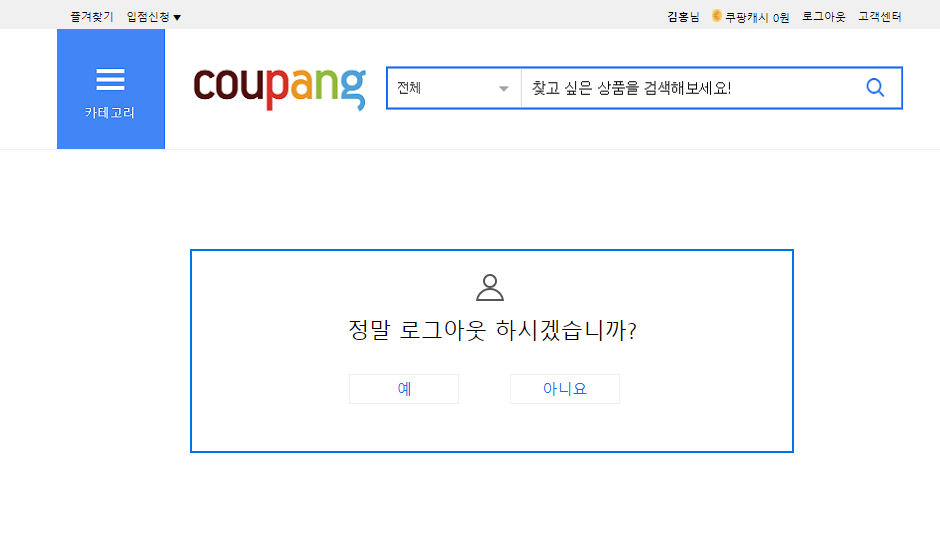 즐겨찾기 입점신청 ▼ 김홍님 쿠팡캐시 0원 로그아웃 고객센터
카테고리
coupang
전체 찾고 싶은 상품을 검색해보세요!
정말 로그아웃 하시겠습니까?
예 아니요